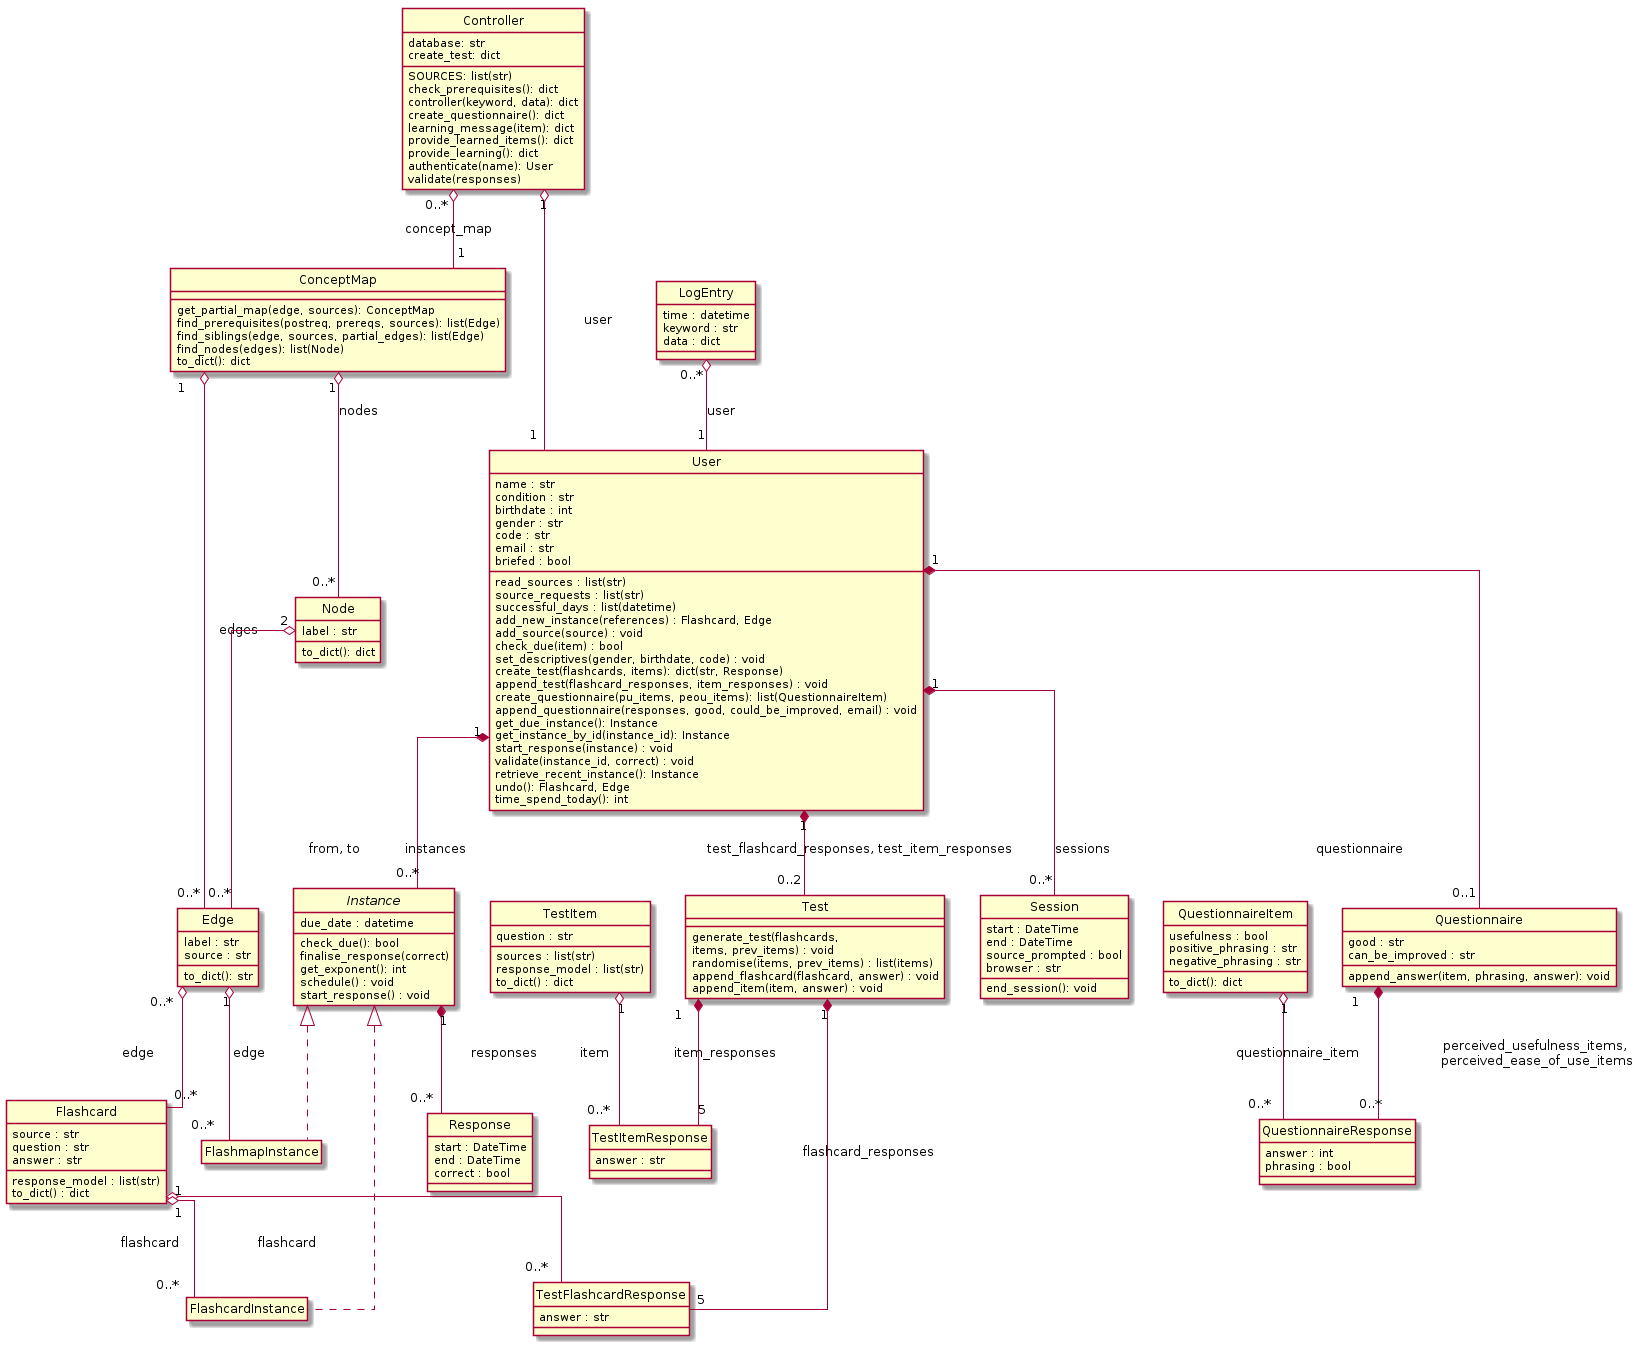 Controller
database: str
create_test: dict
SOURCES: list(str)
check_prerequisites(): dict
controller(keyword, data): dict
create_questionnaire(): dict
learning_message(item): dict
provide_learned_items(): dict
provide_learning(): dict
authenticate(name): User
validate(responses)
0..*
1
concept_map
1
ConceptMap
get_partial_map(edge, sources): ConceptMap
find_prerequisites(postreq, prereqs, sources): list(Edge)
find_siblings(edge, sources, partial_edges): list(Edge)
find_nodes(edges): list(Node)
to_dict(): dict
LogEntry
time : datetime
keyword : str
data : dict
user
1
1
0..*
nodes
user
1
1
User
name : str
condition : str
birthdate : int
gender : str
code : str
email : str
briefed : bool
read_sources : list(str)
source_requests : list(str)
successful_days : list(datetime)
add_new_instance(references) : Flashcard, Edge
add_source(source) : void
check_due(item) : bool
set_descriptives(gender, birthdate, code) : void
create_test(flashcards, items): dict(str, Response)
append_test(flashcard_responses, item_responses) : void
create_questionnaire(pu_items, peou_items): list(QuestionnaireItem)
append_questionnaire(responses, good, could_be_improved, email) : void
get_due_instance(): Instance
get_instance_by_id(instance_id): Instance
start_response(instance) : void
validate(instance_id, correct) : void
retrieve_recent_instance(): Instance
undo(): Flashcard, Edge
time_spend_today(): int
1
0..*
Node
label : str
to_dict(): dict
2
edges
1
1
1
from, to
instances
test_flashcard_responses, test_item_responses
sessions
questionnaire
0..*
0..*
0..*
0..2
0..*
0..1
Edge
label : str
source : str
to_dict(): str
Instance
due_date : datetime
check_due(): bool
finalise_response(correct)
get_exponent(): int
schedule() : void
start_response() : void
TestItem
question : str
sources : list(str)
response_model : list(str)
to_dict() : dict
Test
generate_test(flashcards,
items, prev_items) : void
randomise(items, prev_items) : list(items)
append_flashcard(flashcard, answer) : void
append_item(item, answer) : void
Session
start : DateTime
end : DateTime
source_prompted : bool
browser : str
end_session(): void
QuestionnaireItem
usefulness : bool
positive_phrasing : str
negative_phrasing : str
to_dict(): dict
Questionnaire
good : str
can_be_improved : str
append_answer(item, phrasing, answer): void
0..*
1
1
1
1
1
1
1
edge
edge
responses
item
item_responses
questionnaire_item
perceived_usefulness_items,
perceived_ease_of_use_items
0..*
0..*
0..*
0..*
5
0..*
0..*
Flashcard
source : str
question : str
answer : str
response_model : list(str)
to_dict() : dict
FlashmapInstance
Response
start : DateTime
end : DateTime
correct : bool
TestItemResponse
answer : str
flashcard_responses
QuestionnaireResponse
answer : int
phrasing : bool
1
1
flashcard
flashcard
0..*
0..*
FlashcardInstance
TestFlashcardResponse
answer : str
5